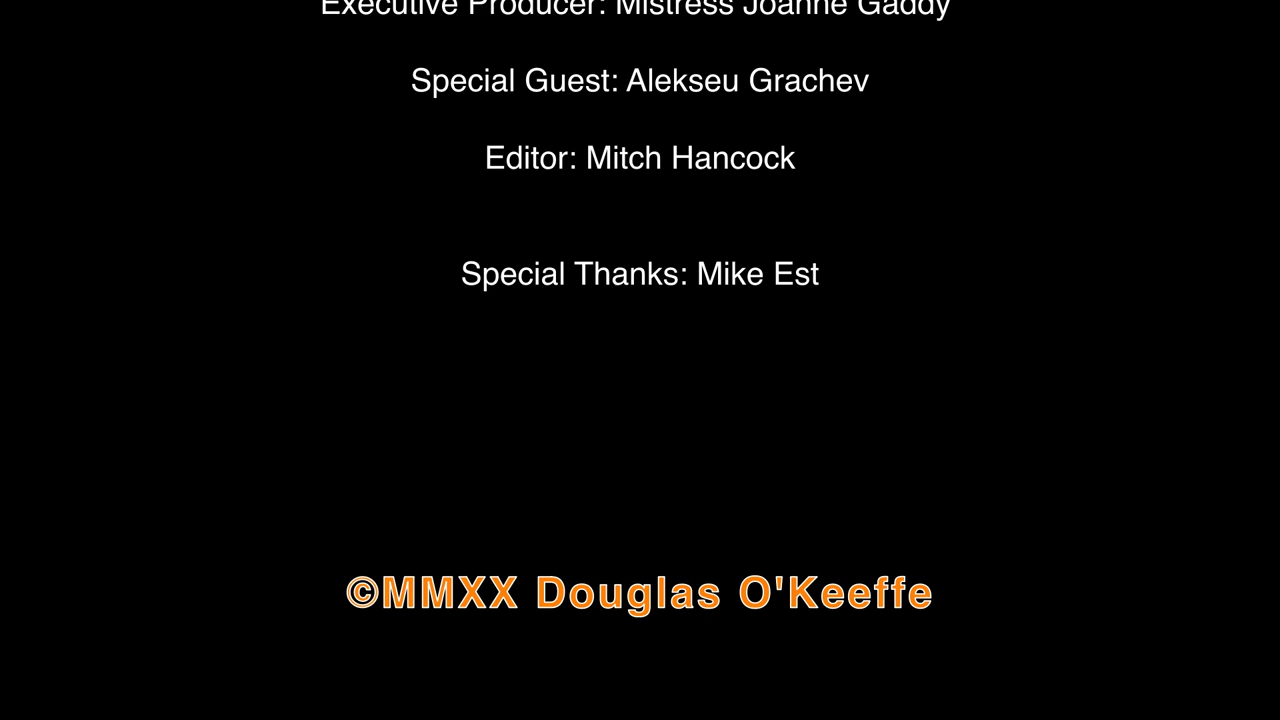 Executive Producer: Mistress Joanne Gaddy
Special Guest: Alekseu Grachev
Editor: Mitch Hancock
Special Thanks: Mike Est
©MMXX Douglas O'Keeffe